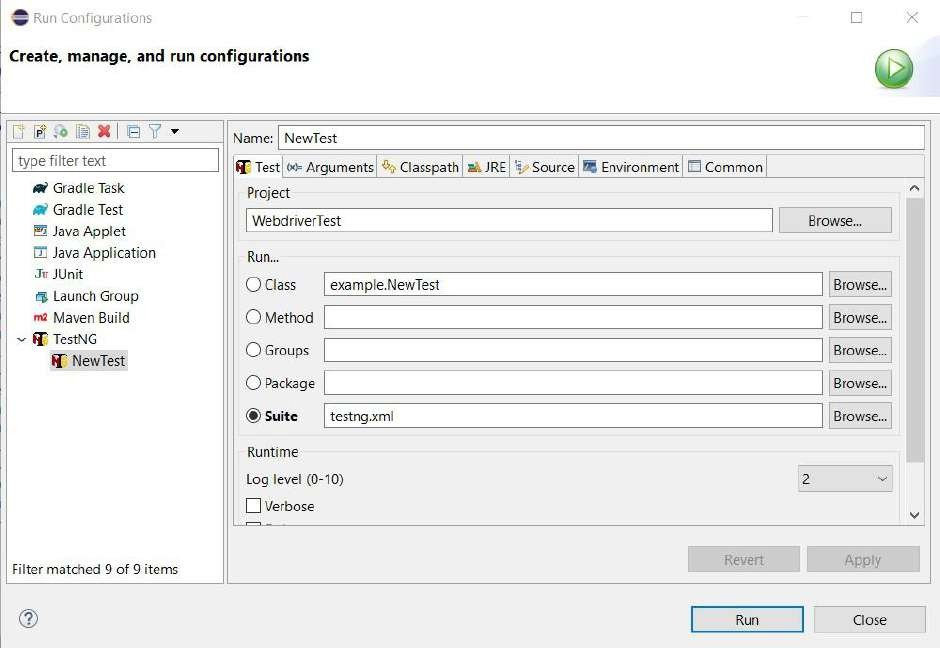 Run Configurations
Create, manage, and run configurations
type filter text
Gradle Task
Gradle Test
Java Applet
Java Application
JUnit
Launch Group
Maven Build
TestNG
NewTest
Filter matched 9 of 9 items
Name: NewTest
Test Arguments Classpath JRE Source Environment Common
Project
WebdriverTest Browse...
Run...
Class example.NewTest Browse...
Method Browse...
Groups Browse...
Package Browse...
Suite testng.xml Browse...
Runtime
Log level (0-10) 2
Verbose
Revert Apply
Run Close